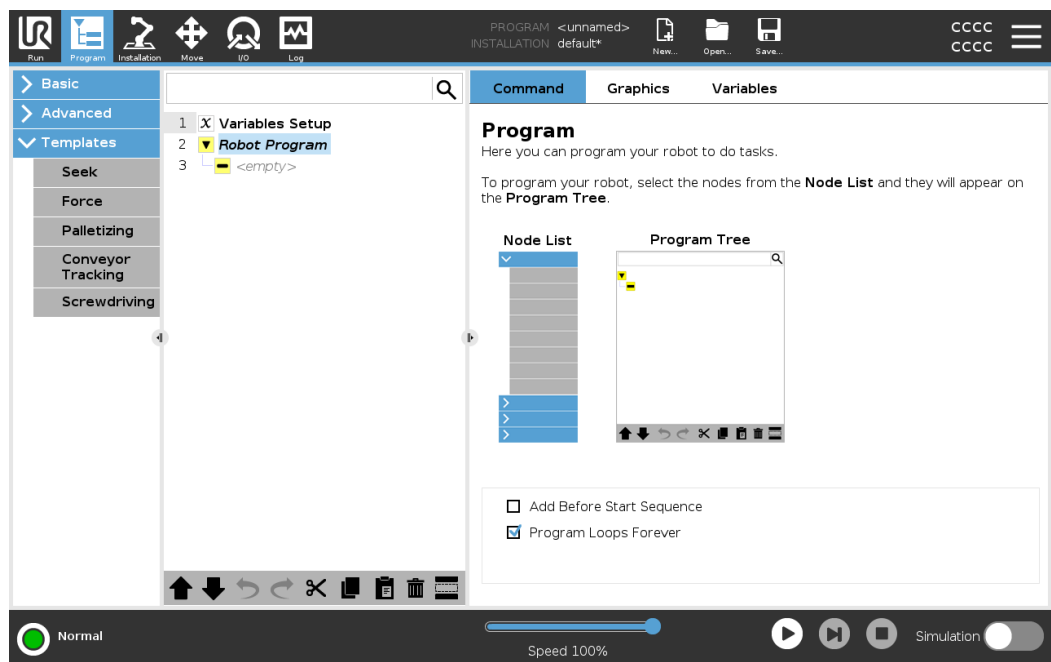 PROGRAM <unnamed>
INSTALLATION default*
CCCC
CCCC
Run Program Installation Move I/O Log New... Open... Save...
Basic
Advanced
Templates
Seek
Force
Palletizing
Conveyor
Tracking
Screwdriving
1 x Variables Setup
2 Robot Program
3 <empty>
Command Graphics Variables
Program
Here you can program your robot to do tasks.
To program your robot, select the nodes from the Node List and they will appear on
the Program Tree.
Node List Program Tree
Add Before Start Sequence
Program Loops Forever
Normal
Speed 100%
Simulation